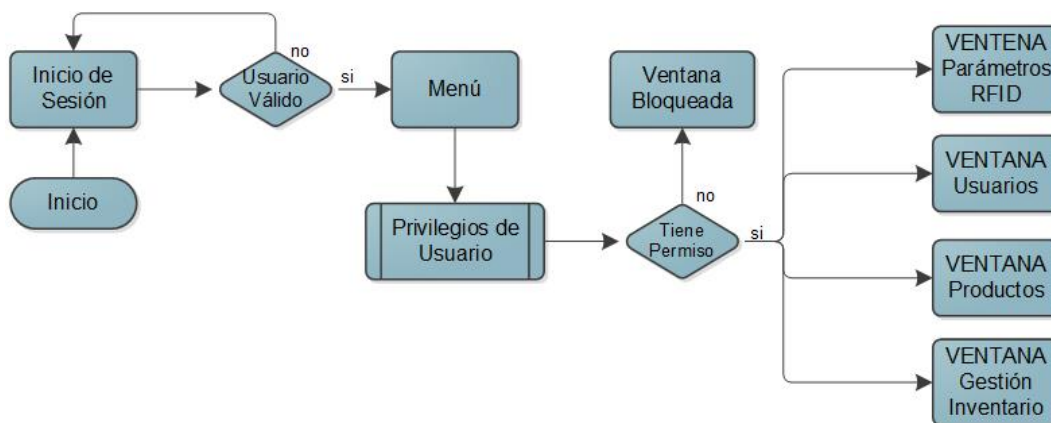 Inicio de
Sesión
Inicio
no
Usuario
Válido
si
Menú
Privilegios de
Usuario
Ventana
Bloqueada
no
Tiene
Permiso
si
VENTENA
Parámetros
RFID
VENTANA
Usuarios
VENTANA
Productos
VENTANA
Gestión
Inventario